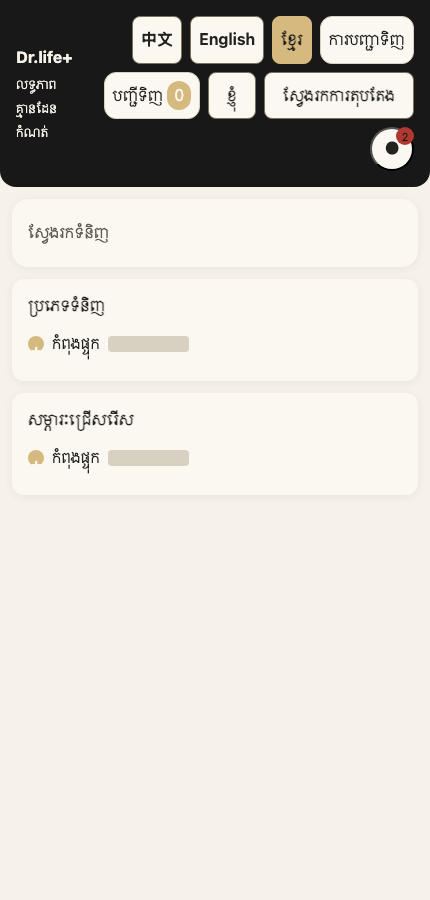 Dr.life+
លទ្ធភាព
គ្មានដែន
កំណត់
中文
English
ខ្មែរ
ការបញ្ជាទិញ
បញ្ជីទិញ 0
ខ្ញុំ
ស្វែងរកការតុបតែង
2
ស្វែងរកទំនិញ
ប្រភេទទំនិញ
កំពុងផ្ទុក
សម្ភារៈជ្រើសរើស
កំពុងផ្ទុក